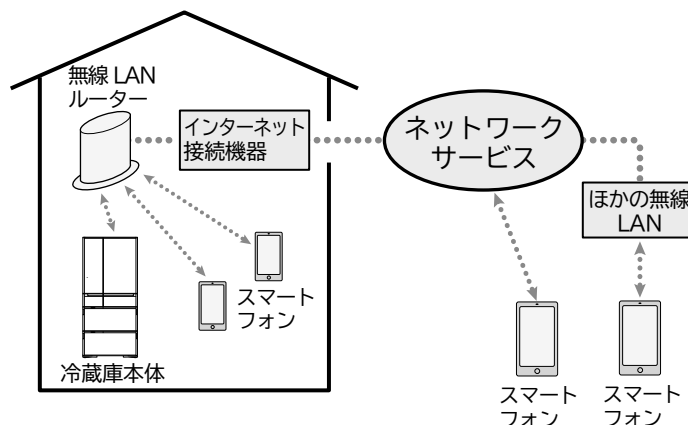 無線 LAN
ルーター
インターネット
接続機器
ネットワーク
サービス
ほかの無線
LAN
スマート
フォン
冷蔵庫本体
スマート
フォン
スマート
フォン